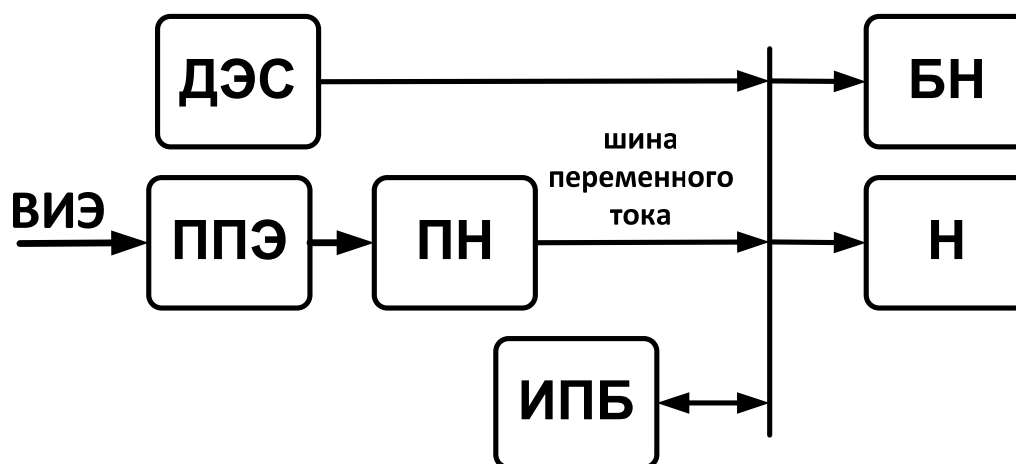 ДЭС
БН
шина
переменного
тока
ВИЭ
ППЭ
ПН
Н
ИПБ